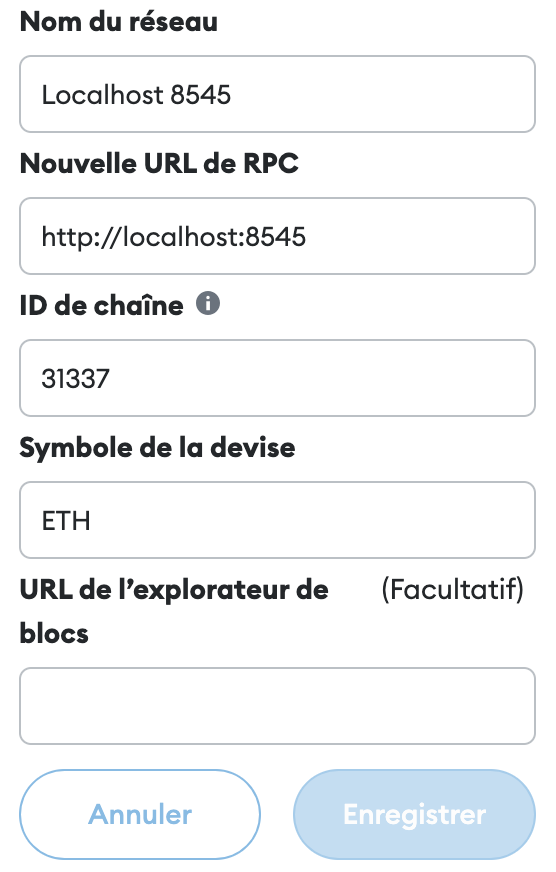 Nom du réseau
Localhost 8545
Nouvelle URL de RPC
http://localhost:8545
ID de chaîne
31337
Symbole de la devise
ETH
URL de l’explorateur de (Facultatif)
blocs
Annuler Enregistrer